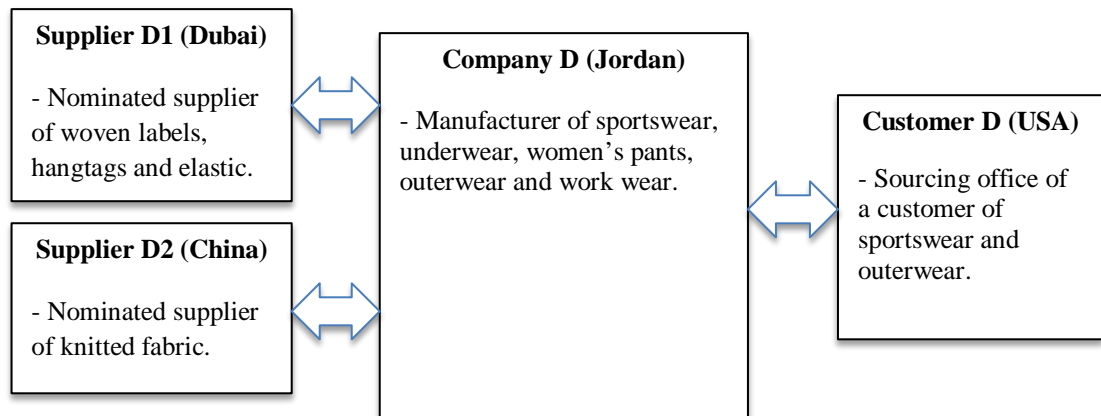 Supplier D1 (Dubai)
- Nominated supplier
of woven labels,
hangtags and elastic.
Supplier D2 (China)
- Nominated supplier
of knitted fabric.
Company D (Jordan)
- Manufacturer of sportswear,
underwear, women’s pants,
outerwear and work wear.
Customer D (USA)
- Sourcing office of
a customer of
sportswear and
outerwear.